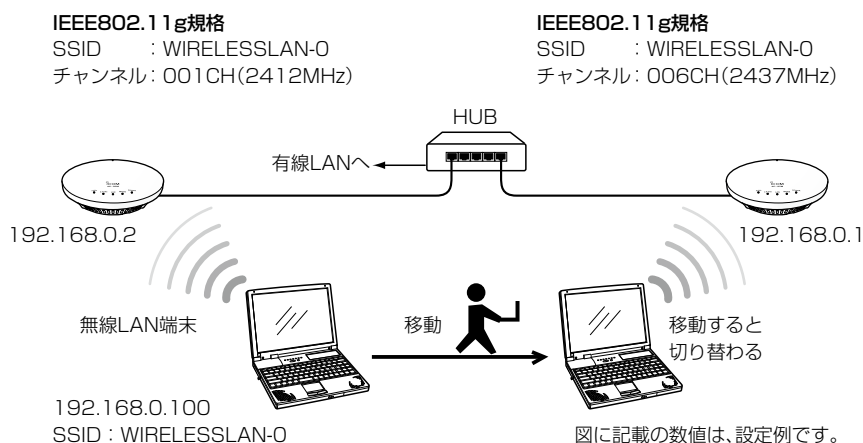 IEEE802.11g規格
SSID : WIRELESSLAN-0
チャンネル : 001CH(2412MHz)
IEEE802.11g規格
SSID : WIRELESSLAN-0
チャンネル : 006CH(2437MHz)
HUB
有線LANへ
192.168.0.2
192.168.0.1
無線LAN端末
移動
移動すると
切り替わる
192.168.0.100
SSID : WIRELESSLAN-0
図に記載の数値は、設定例です。